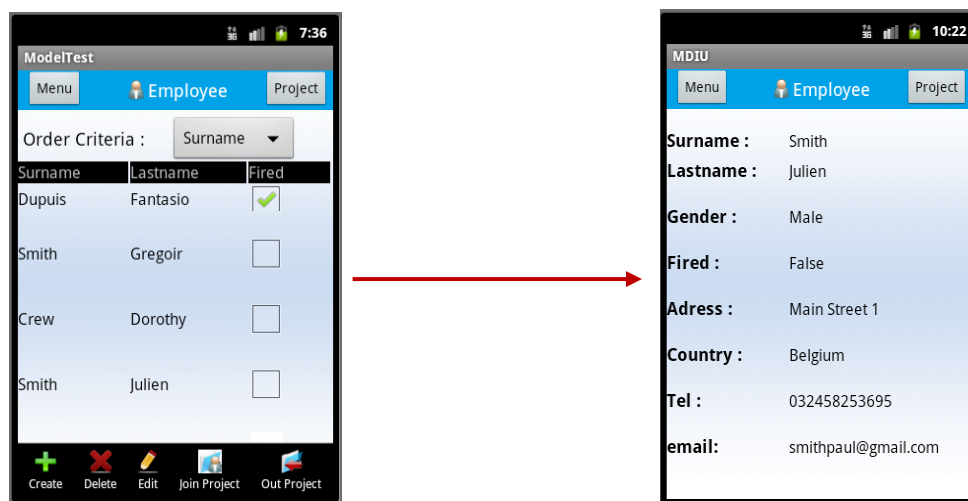 3G 7:36
ModelTest
Menu Employee Project
Order Criteria : Surname
Surname Lastname Fired
Dupuis Fantasio
Smith Gregoir
Crew Dorothy
Smith Julien
Create Delete Edit Join Project Out Project
3G 10:22
MDIU
Menu Employee Project
Surname : Smith
Lastname : Julien
Gender : Male
Fired : False
Adress : Main Street 1
Country : Belgium
Tel : 032458253695
email: smithpaul@gmail.com